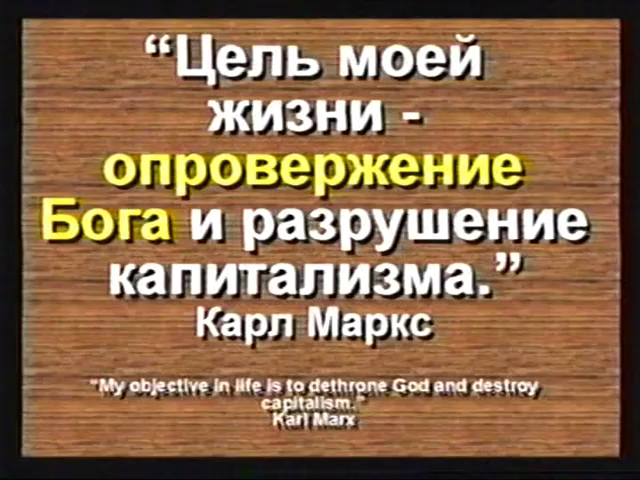 “Цель моей
жизни -
опровержение
Бога и разрушение
капитализма.”
Карл Маркс
"My objective in life is to dethrone God and destroy
capitalism."
Karl Marx